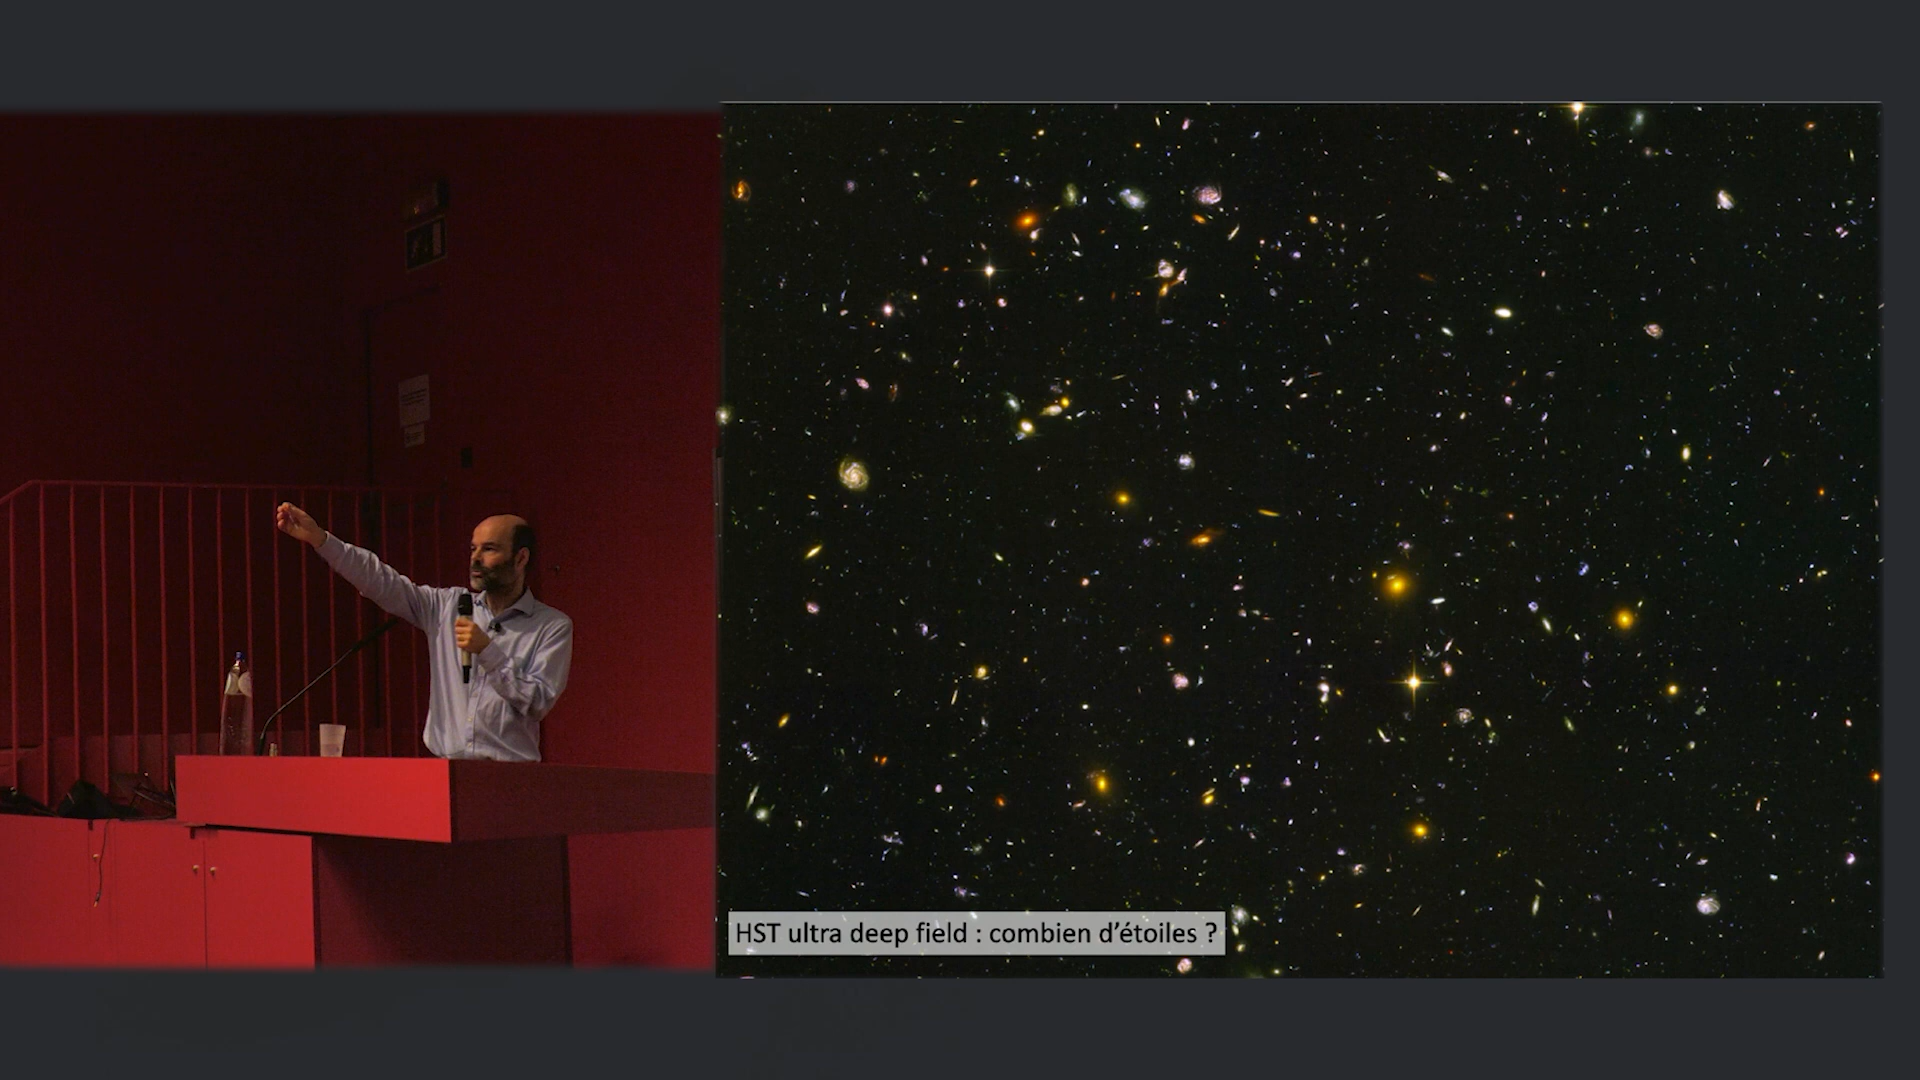 HST ultra deep field : combien d’étoiles ?